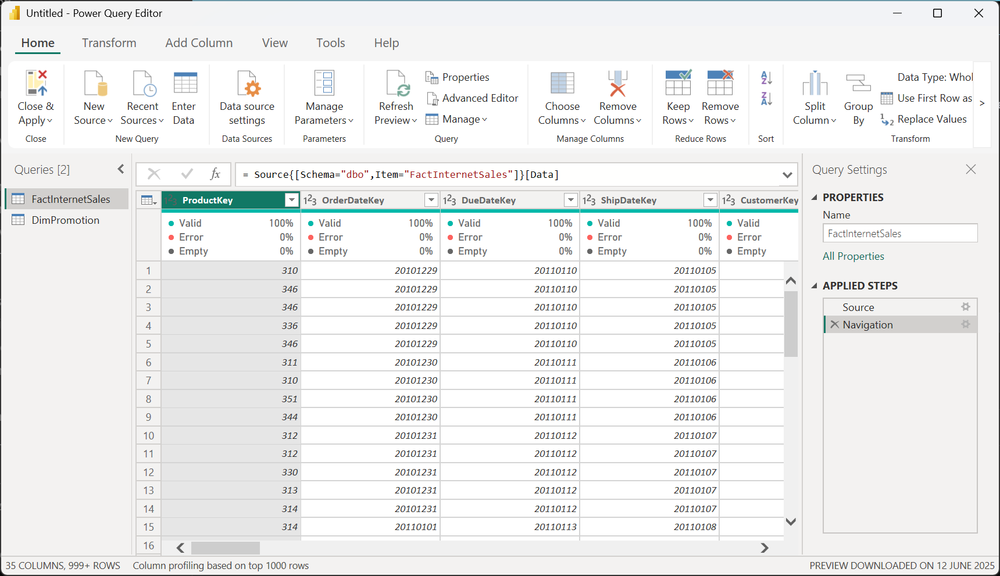 Untitled - Power Query Editor
Home Transform Add Column View Tools Help
Close & Apply
Close
New Source
Recent Sources
Enter Data
New Query
Data source settings
Data Sources
Manage Parameters
Parameters
Refresh Preview
Properties
Advanced Editor
Manage
Query
Choose Columns
Remove Columns
Manage Columns
Keep Rows
Remove Rows
Reduce Rows
A Z
Z A
Sort
Split Column
Group By
Data Type: Whol
Use First Row as
1 2 Replace Values
Transform
Queries [2]
FactInternetSales
DimPromotion
fx
= Source{[Schema="dbo",Item="FactInternetSales"]}[Data]
123 ProductKey 123 OrderDateKey 123 DueDateKey 123 ShipDateKey 123 CustomerKey
Valid 100% Valid 100% Valid 100% Valid 100% Valid
Error 0% Error 0% Error 0% Error 0% Error
Empty 0% Empty 0% Empty 0% Empty 0% Empty
1 310 20101229 20110110 20110105
2 346 20101229 20110110 20110105
3 346 20101229 20110110 20110105
4 336 20101229 20110110 20110105
5 346 20101229 20110110 20110105
6 311 20101230 20110111 20110106
7 310 20101230 20110111 20110106
8 351 20101230 20110111 20110106
9 344 20101230 20110111 20110106
10 312 20101231 20110112 20110107
11 312 20101231 20110112 20110107
12 330 20101231 20110112 20110107
13 313 20101231 20110112 20110107
14 314 20101231 20110112 20110107
15 314 20110101 20110113 20110108
16
Query Settings
PROPERTIES
Name
FactInternetSales
All Properties
APPLIED STEPS
Source
Navigation
35 COLUMNS, 999+ ROWS Column profiling based on top 1000 rows PREVIEW DOWNLOADED ON 12 JUNE 2025